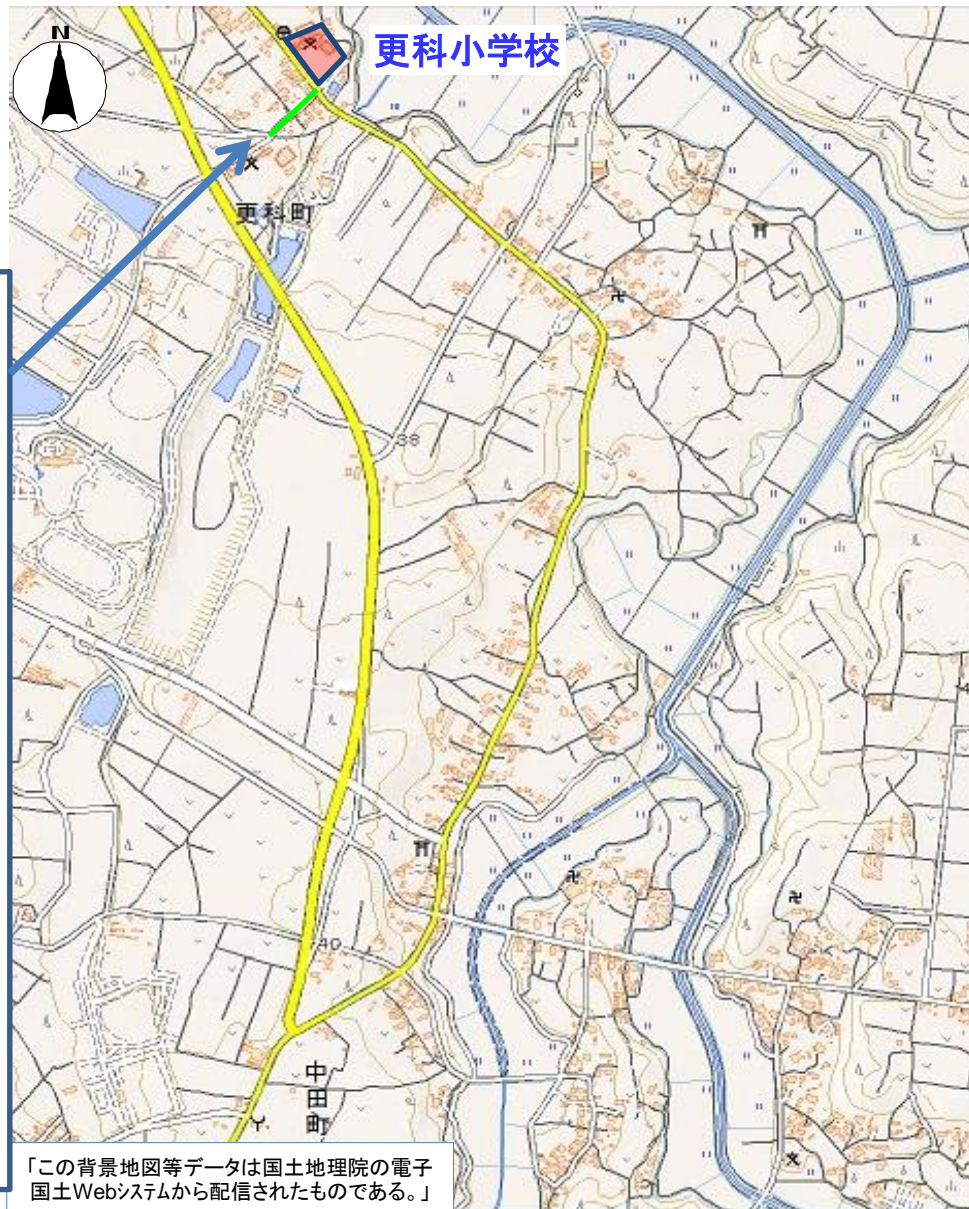 N
更科小学校
更科町
38
40
中田町
「この背景地図等データは国土地理院の電子
国土Webシステムから配信されたものである。」